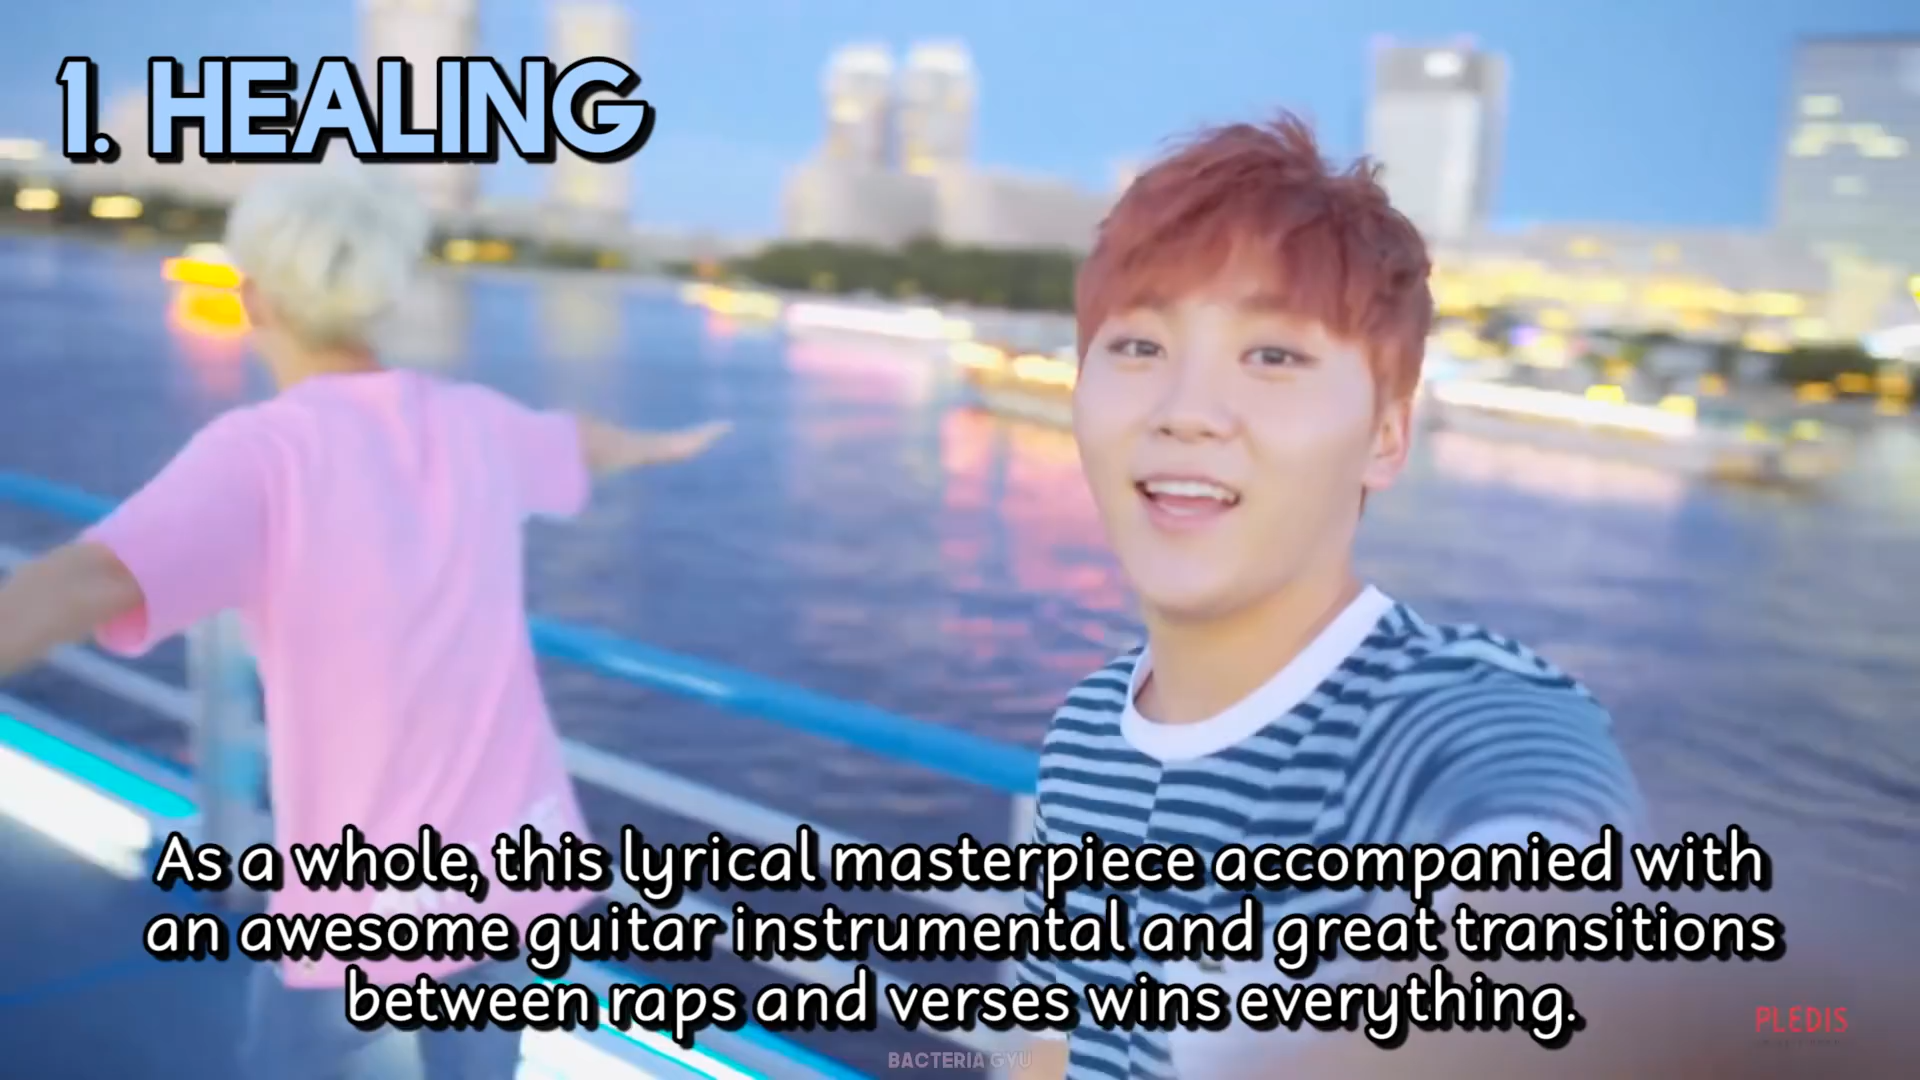 1. HEALING
As a whole, this lyrical masterpiece accompanied with
an awesome guitar instrumental and great transitions
between raps and verses wins everything.
PLEDIS
BACTERIA GYU